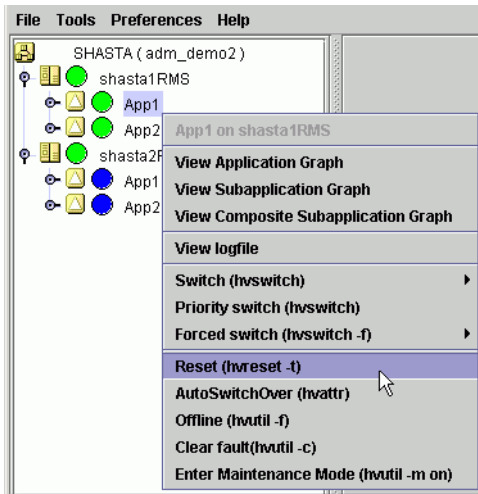 File Tools Preferences Help
SHASTA ( adm_demo2 )
shasta1RMS
App1
App2
shasta2R
App1
App2
App1 on shasta1RMS
View Application Graph
View Subapplication Graph
View Composite Subapplication Graph
View logfile
Switch (hvswitch)
Priority switch (hvswitch)
Forced switch (hvswitch -f)
Reset (hvreset -t)
AutoSwitchOver (hvattr)
Offline (hvutil -f)
Clear fault(hvutil -c)
Enter Maintenance Mode (hvutil -m on)